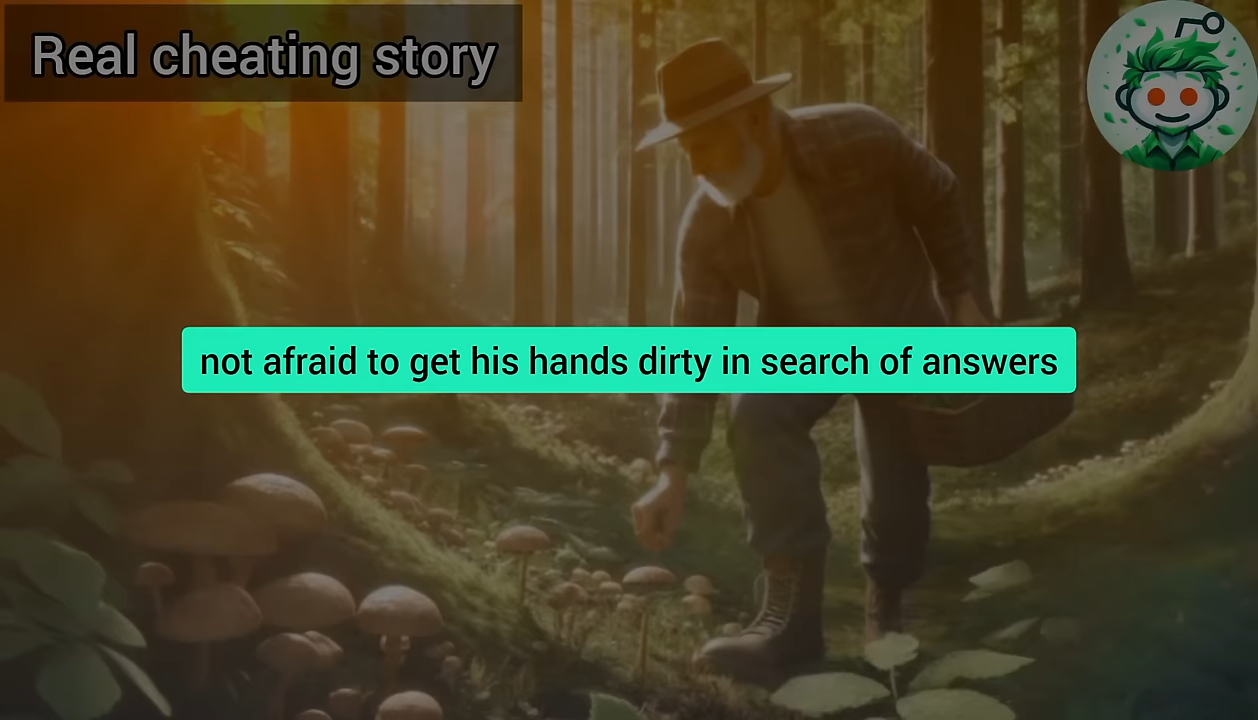 Real cheating story
not afraid to get his hands dirty in search of answers